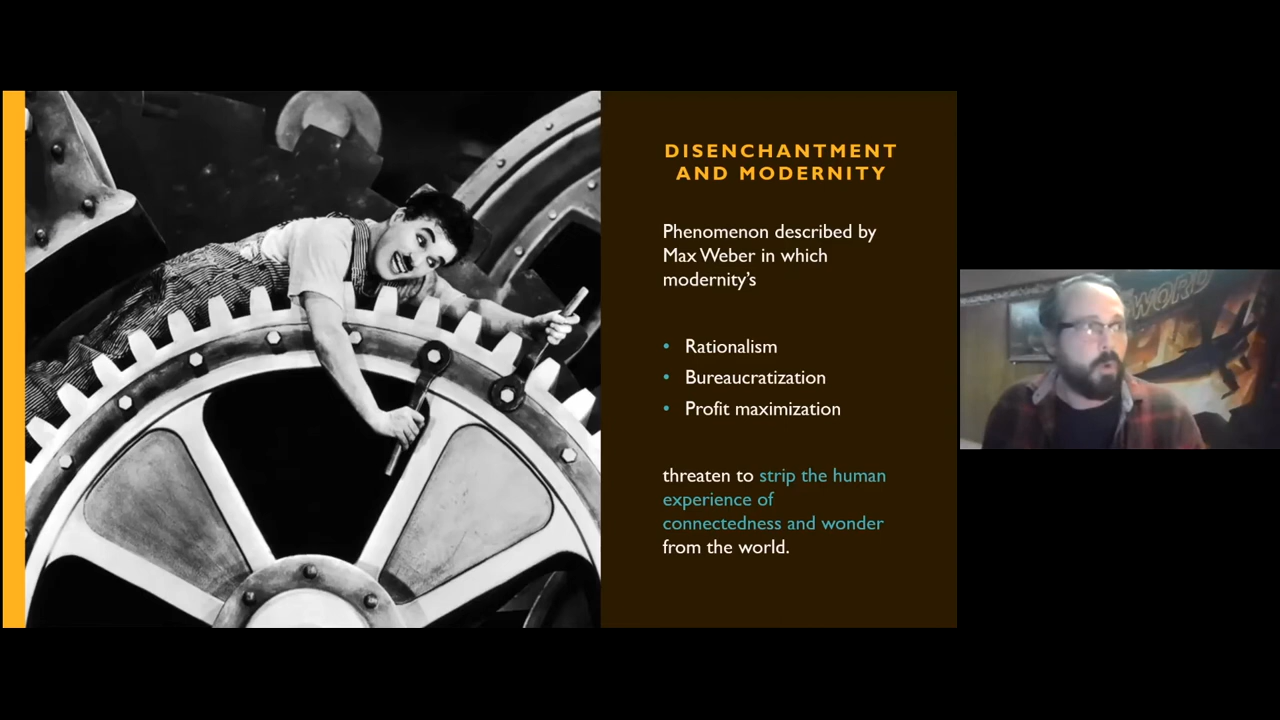 DISENCHANTMENT
AND MODERNITY
Phenomenon described by
Max Weber in which
modernity’s
• Rationalism
• Bureaucratization
• Profit maximization
threaten to strip the human
experience of
connectedness and wonder
from the world.
WORD